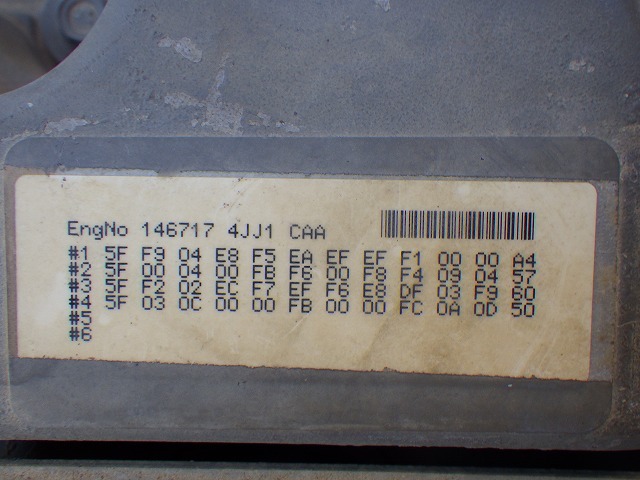 EngNo 146717 4JJ1 CAA
#1 5F F9 04 E8 F5 EA EF EF F1 00 00 A4
#2 5F 00 04 00 FB F6 00 F8 F4 09 04 57
#3 5F F2 02 EC F7 EF F6 E8 DF 03 F9 60
#4 5F 03 0C 00 00 FB 00 00 FC 0A 0D 50
#5
#6